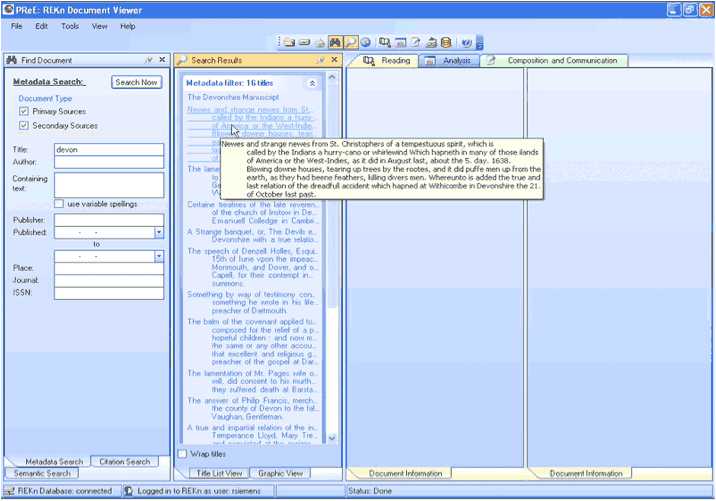 PReE: REKn Document Viewer
File Edit Tools View Help
Find Document
Metadata Search: Search Now
Document Type
Primary Sources
Secondary Sources
Title: devon
Author:
Containing
text:
use variable spellings
Publisher:
Published: - -
to
- -
Place:
Journal:
ISSN:
Metadata Search Citation Search
Semantic Search
Search Results
Metadata filter: 16 titles
The Devonshire Manuscript
Newes and strange newes from St...
called by the Indians a hurry-...
of America or the West-Indie...
Blowing downe houses, tear...
The lame
Certaine treatises of the late reveren...
of the church of Instow in De...
Emanuell Colledge in Cambri...
A Strange banquet, or, The Devils e...
Devonshire with a true relatio...
The speech of Denzell Holles, Esqui...
15th of Iune vpon the impeac...
Monmouth, and Dover, and o...
Capell, for their contempt in...
summons.
Something by way of testimony con...
something he wrote in his life...
preacher of Dartmouth.
The balm of the covenant applied to...
composed for the relief of a p...
hopeful children : and now m...
the same or any other accou...
that excellent and religious g...
preacher of the gospel at Dar...
The lamentation of Mr. Pages wife o...
will, did consent to his murth...
they suffered death at Barsta...
The answer of Philip Francis, merch...
the county of Devon to the fal...
Vaughan, Gentleman.
A true and impartial relation of the in...
Temperance Lloyd, Mary Tre...
Wrap titles
Title List View Graphic View
Newes and strange newes from St. Christophers of a tempestuous spirit, which is
called by the Indians a hurry-cano or whirlewind Which hapneth in many of those ilands
of America or the West-Indies, as it did in August last, about the 5. day. 1638.
Blowing downe houses, tearing up trees by the rootes, and it did puffe men up from the
earth, as they had beene feathers, killing divers men. Whereunto is added the true and
last relation of the dreadfull accident which hapned at Withcombe in Devonshire the 21.
of October last past.
Reading Analysis Composition and Communication
Document Information Document Information
REKn Database: connected Logged in to REKn as user: rsiemens Status: Done